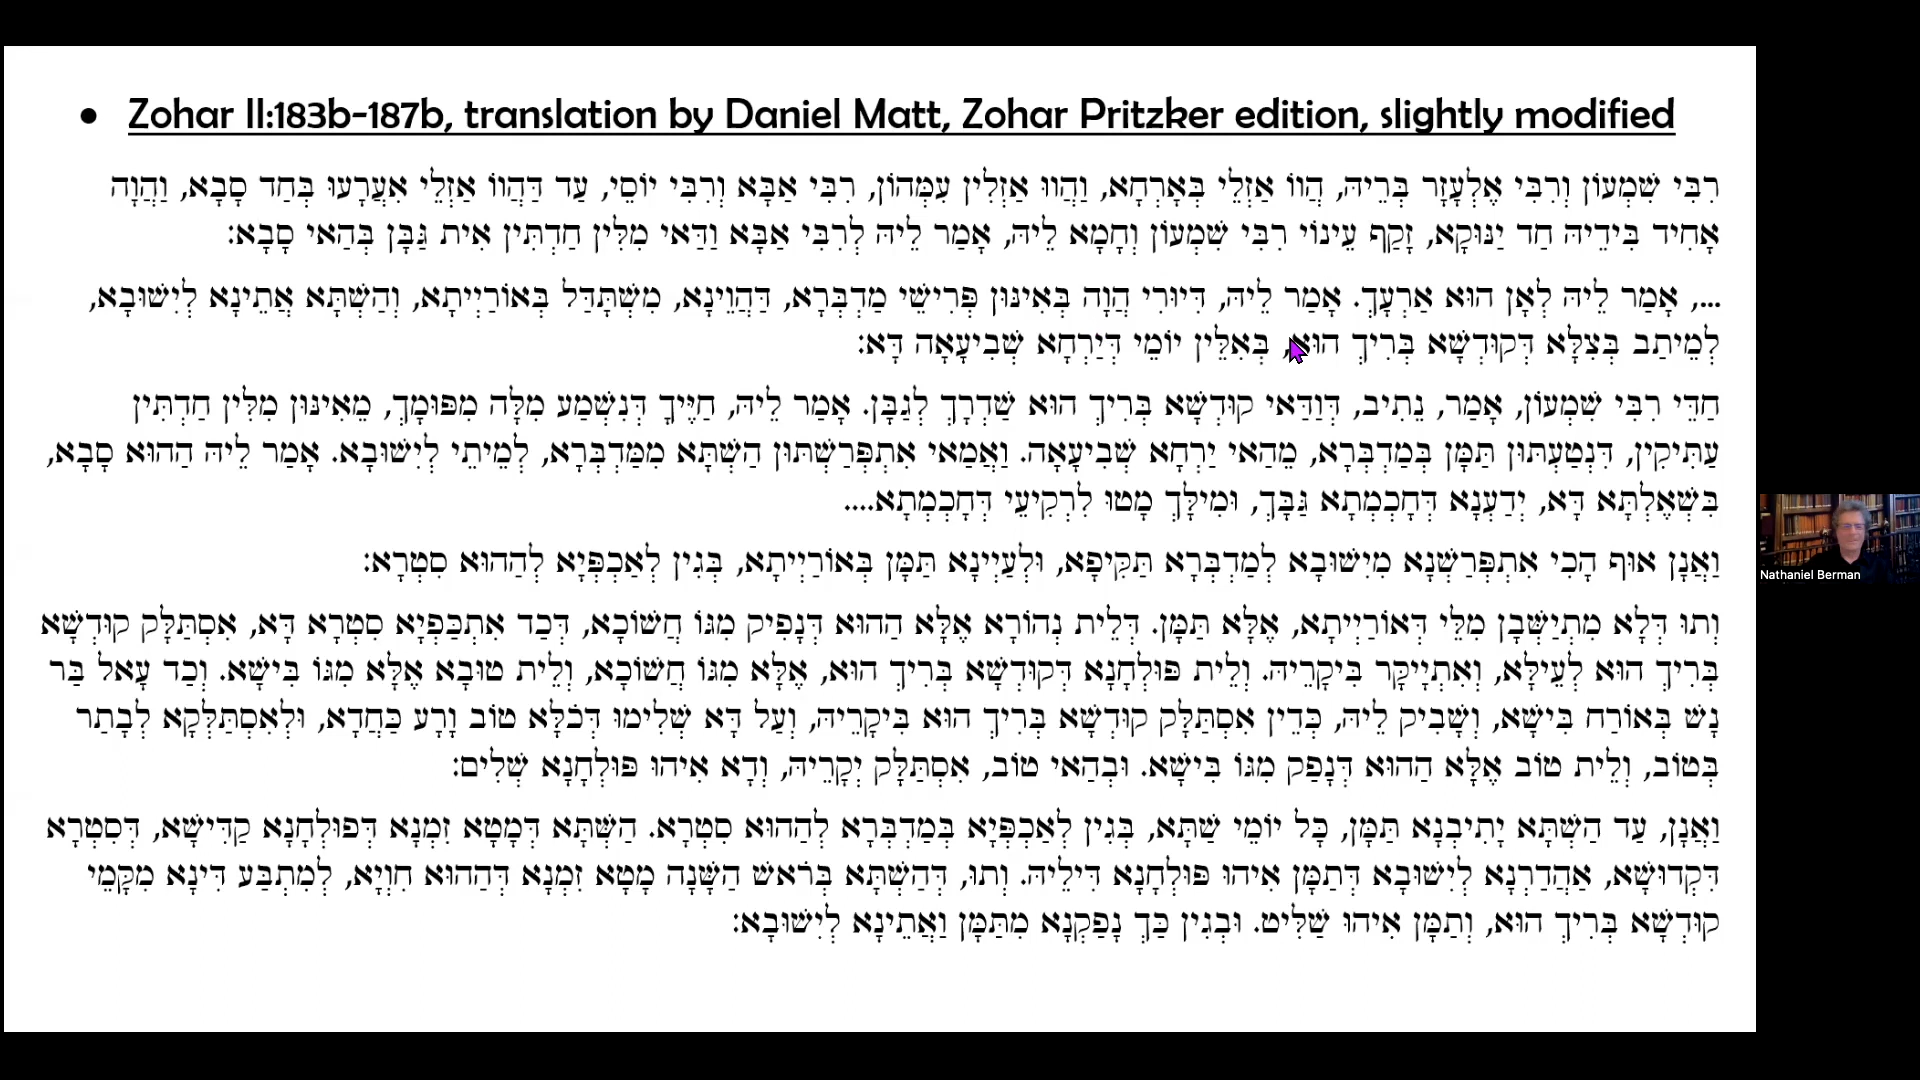 • Zohar II:183b-187b, translation by Daniel Matt, Zohar Pritzker edition, slightly modified
רִבִּי שִׁמְעוֹן וְרִבִּי אֶלְעָזָר בְּרֵיהּ, הֲווֹ אַזְלֵי בְּאָרְחָא, וַהֲווּ אַזְלִין עִמְּהוֹן, רִבִּי אַבָּא וְרִבִּי יוֹסֵי, עַד דַּהֲווֹ אַזְלֵי אִעֲרָעוּ בְּחַד סָבָא, וַהֲוָה
אָחִיד בִּידֵיהּ חַד יַנּוּקָא, זָקַף עֵינוֹי רִבִּי שִׁמְעוֹן וְחָמָא לֵיהּ, אָמַר לֵיהּ לְרִבִּי אַבָּא וַדַּאי מִלִּין חַדְתִּין אִית גַּבָּן בְּהַאי סָבָא:
..., אָמַר לֵיהּ לְאָן הוּא אַרְעָךְ. אָמַר לֵיהּ, דִּיּוּרִי הֲוָה בְּאִינּוּן פְּרִישֵׁי מַדְבְּרָא, דַּהֲוֵינָא, מִשְׁתָּדַּל בְּאוֹרַיְיתָא, וְהַשְׁתָּא אֲתֵינָא לְיִשּׁוּבָא,
לְמֵיתַב בְּצִלָּא דְּקוּדְשָׁא בְּרִיךְ הוּא, בְּאִלֵּין יוֹמֵי דְּיַרְחָא שְׁבִיעָאָה דָּא:
חַדֵּי רִבִּי שִׁמְעוֹן, אָמַר, נֵתִיב, דְּוַדַּאי קוּדְשָׁא בְּרִיךְ הוּא שַׁדְרָךְ לְגַבָּן. אָמַר לֵיהּ, חַיֶּיךָ דְּנִשְׁמַע מִלָּה מִפּוּמָךְ, מֵאִינּוּן מִלִּין חַדְתִּין
עַתִּיקִין, דִּנְטַעְתּוּן תַּמָּן בְּמַדְבְּרָא, מֵהַאי יַרְחָא שְׁבִיעָאָה. וַאֲמַאי אִתְפְּרַשְׁתּוּן הַשְׁתָּא מִמַּדְבְּרָא, לְמֵיתֵי לְיִשּׁוּבָא. אָמַר לֵיהּ הַהוּא סָבָא,
בִּשְׁאֶלְתָּא דָּא, יְדַעְנָא דְּחָכְמְתָא גַּבָּךְ, וּמִילָּךְ מָטוּ לִרְקִיעֵי דְּחָכְמְתָא....
וַאֲנָן אוּף הָכִי אִתְפְּרַשְׁנָא מִיִּשּׁוּבָא לְמַדְבְּרָא תַּקִּיפָא, וּלְעַיְינָא תַּמָּן בְּאוֹרַיְיתָא, בְּגִין לְאַכְפְּיָא לְהַהוּא סִטְרָא:
וְתוּ דְּלָא מִתְיַשְּׁבָן מִלֵּי דְּאוֹרַיְיתָא, אֶלָּא תַּמָּן. דְּלֵית נְהוֹרָא אֶלָּא הַהוּא דְּנָפִיק מִגּוֹ חֲשׁוֹכָא, דְּכַד אִתְכַּפְיָא סִטְרָא דָּא, אִסְתַּלָּק קוּדְשָׁא
בְּרִיךְ הוּא לְעֵילָּא, וְאִתְיָיקָּר בִּיקָרֵיהּ. וְלֵית פּוּלְחָנָא דְּקוּדְשָׁא בְּרִיךְ הוּא, אֶלָּא מִגּוֹ חֲשׁוֹכָא, וְלֵית טוּבָא אֶלָּא מִגּוֹ בִּישָׁא. וְכַד עָאל בַּר
נָשׁ בְּאוֹרַח בִּישָׁא, וְשָׁבִיק לֵיהּ, כְּדֵין אִסְתַּלָּק קוּדְשָׁא בְּרִיךְ הוּא בִּיקָרֵיהּ, וְעַל דָּא שְׁלִימוּ דְּכֹלָּא טוֹב וָרָע כַּחֲדָא, וּלְאִסְתַּלְּקָא לְבָתַר
בְּטוֹב, וְלֵית טוֹב אֶלָּא הַהוּא דְּנָפַק מִגּוֹ בִּישָׁא. וּבְהַאי טוֹב, אִסְתַּלָּק יְקָרֵיהּ, וְדָא אִיהוּ פּוּלְחָנָא שְׁלִים:
וַאֲנָן, עַד הַשְׁתָּא יָתִיבְנָא תַּמָּן, כָּל יוֹמֵי שַׁתָּא, בְּגִין לְאַכְפְּיָא בְּמַדְבְּרָא לְהַהוּא סִטְרָא. הַשְׁתָּא דְּמָטָא זִמְנָא דְּפוּלְחָנָא קַדִּישָׁא, דְּסִטְרָא
דִּקְדוּשָׁא, אַהֲדַרְנָא לְיִשּׁוּבָא דְּתַמָּן אִיהוּ פּוּלְחָנָא דִּילֵיהּ. וְתוּ, דְּהַשְׁתָּא בְּרֹאשׁ הַשָּׁנָה מָטָא זִמְנָא דְּהַהוּא חִוְיָא, לְמִתְבַּע דִּינָא מִקָּמֵי
קוּדְשָׁא בְּרִיךְ הוּא, וְתַמָּן אִיהוּ שַׁלִּיט. וּבְגִין כַּךְ נָפַקְנָא מִתַּמָּן וַאֲתֵינָא לְיִשּׁוּבָא:
Nathaniel Berman